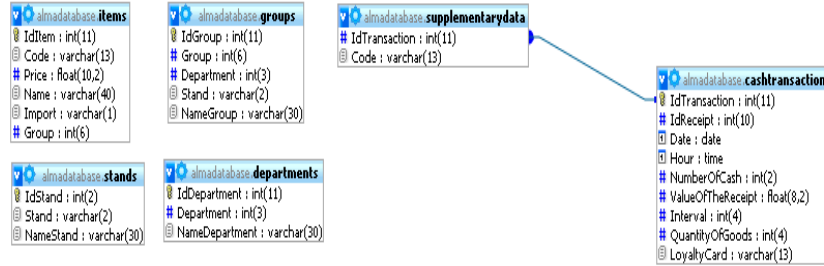 almadatabase.items
IdItem : int(11)
Code : varchar(13)
Price : float(10,2)
Name : varchar(40)
Import : varchar(1)
Group : int(6)
almadatabase.groups
IdGroup : int(11)
Group : int(6)
Department : int(3)
Stand : varchar(2)
NameGroup : varchar(30)
almadatabase.supplementarydata
IdTransaction : int(11)
Code : varchar(13)
almadatabase.cashtransaction
IdTransaction : int(11)
IdReceipt : int(10)
Date : date
Hour : time
NumberOfCash : int(2)
ValueOfTheReceipt : float(8,2)
Interval : int(4)
QuantityOfGoods : int(4)
LoyaltyCard : varchar(13)
almadatabase.stands
IdStand : int(2)
Stand : varchar(2)
NameStand : varchar(30)
almadatabase.departments
IdDepartment : int(11)
Department : int(3)
NameDepartment : varchar(30)